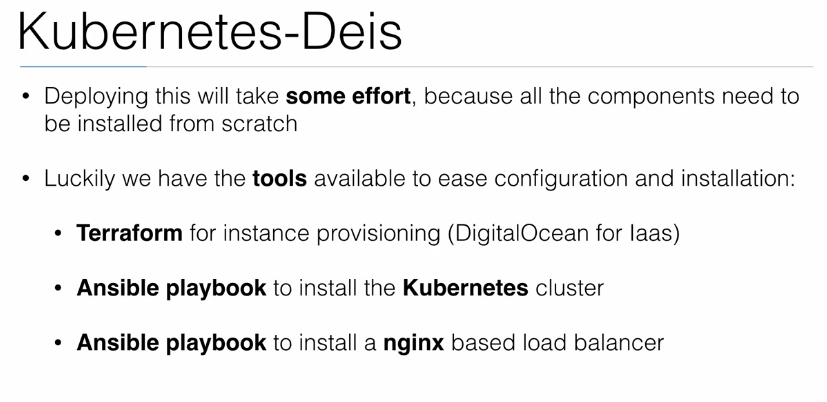 Kubernetes-Deis
• Deploying this will take some effort, because all the components need to
be installed from scratch
• Luckily we have the tools available to ease configuration and installation:
• Terraform for instance provisioning (DigitalOcean for Iaas)
• Ansible playbook to install the Kubernetes cluster
• Ansible playbook to install a nginx based load balancer